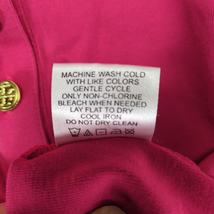 MACHINE WASH COLD
WITH LIKE COLORS
GENTLE CYCLE
ONLY NON-CHLORINE
BLEACH WHEN NEEDED
LAY FLAT TO DRY
COOL IRON
DO NOT DRY CLEAN